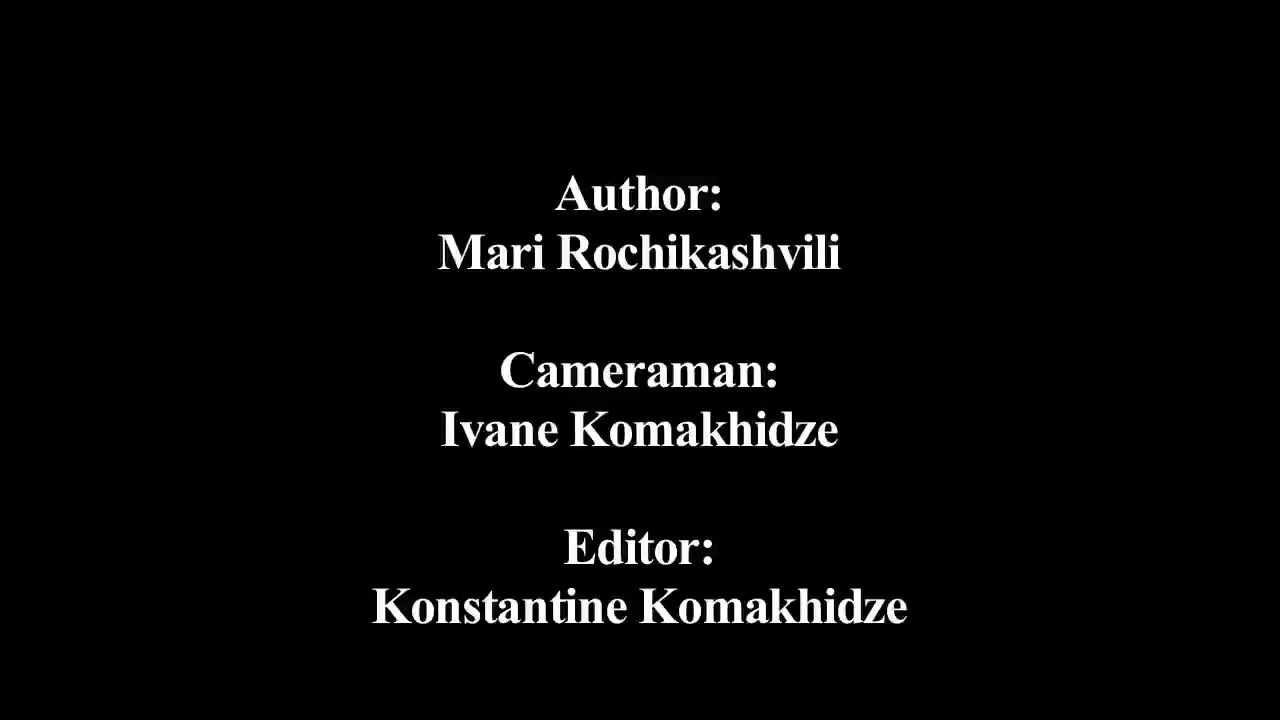 Author:
Mari Rochikashvili
Cameraman:
Ivane Komakhidze
Editor:
Konstantine Komakhidze